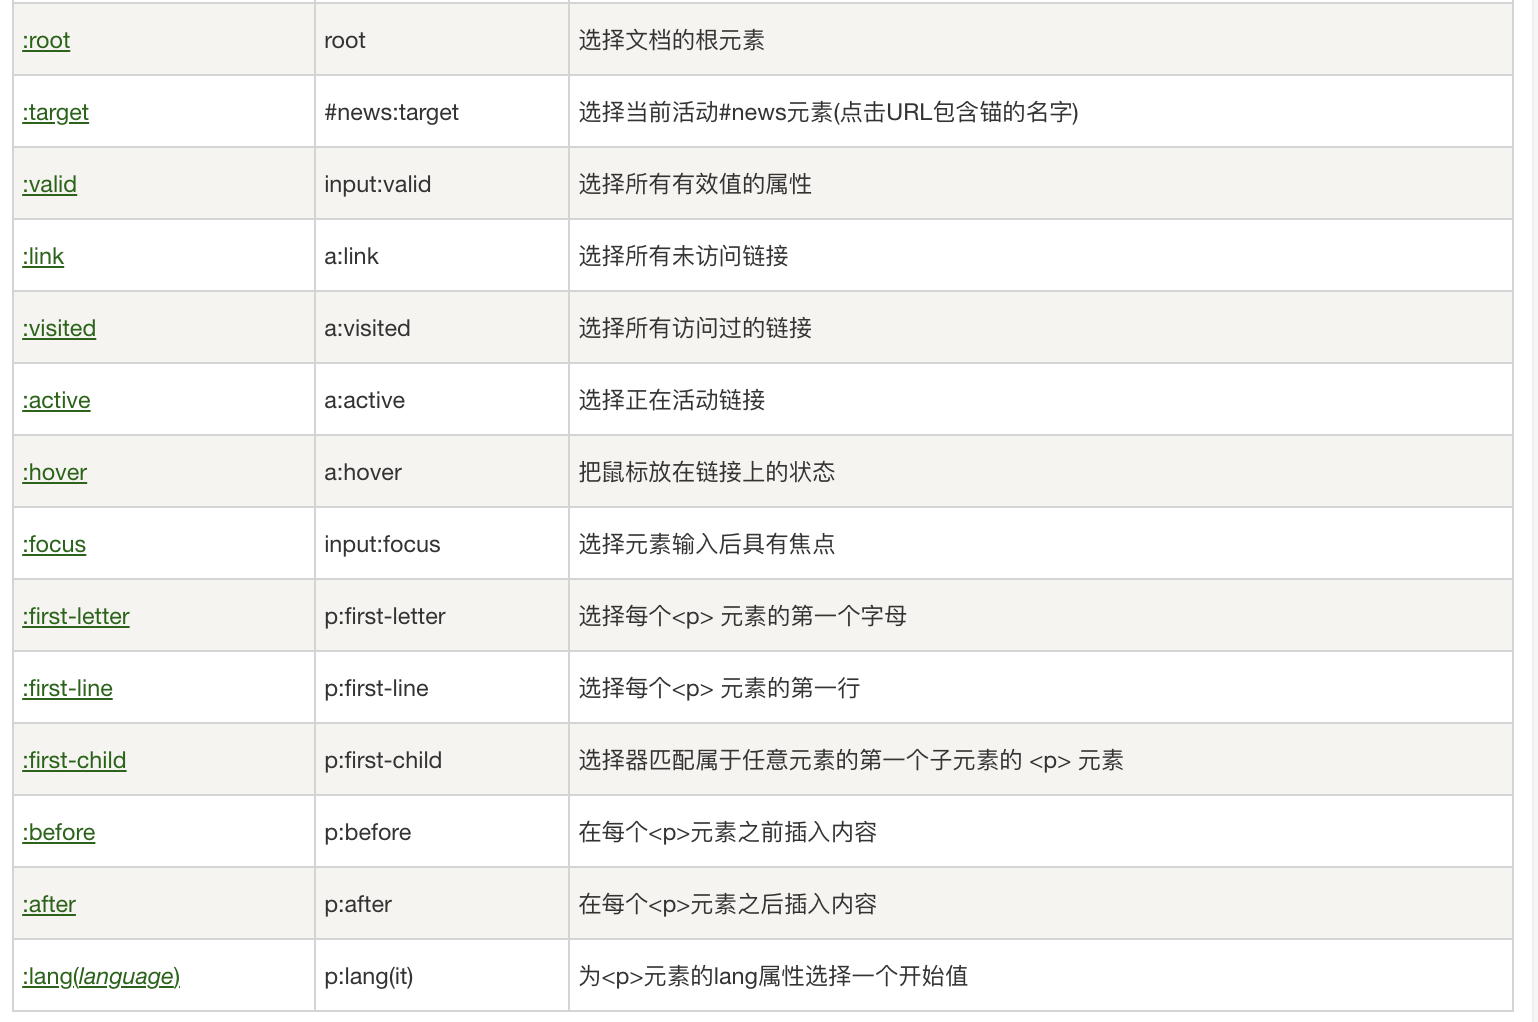 :root root 选择文档的根元素
:target #news:target 选择当前活动#news元素(点击URL包含锚的名字)
:valid input:valid 选择所有有效值的属性
:link a:link 选择所有未访问链接
:visited a:visited 选择所有访问过的链接
:active a:active 选择正在活动链接
:hover a:hover 把鼠标放在链接上的状态
:focus input:focus 选择元素输入后具有焦点
:first-letter p:first-letter 选择每个<p> 元素的第一个字母
:first-line p:first-line 选择每个<p> 元素的第一行
:first-child p:first-child 选择器匹配属于任意元素的第一个子元素的 <p> 元素
:before p:before 在每个<p>元素之前插入内容
:after p:after 在每个<p>元素之后插入内容
:lang(language) p:lang(it) 为<p>元素的lang属性选择一个开始值